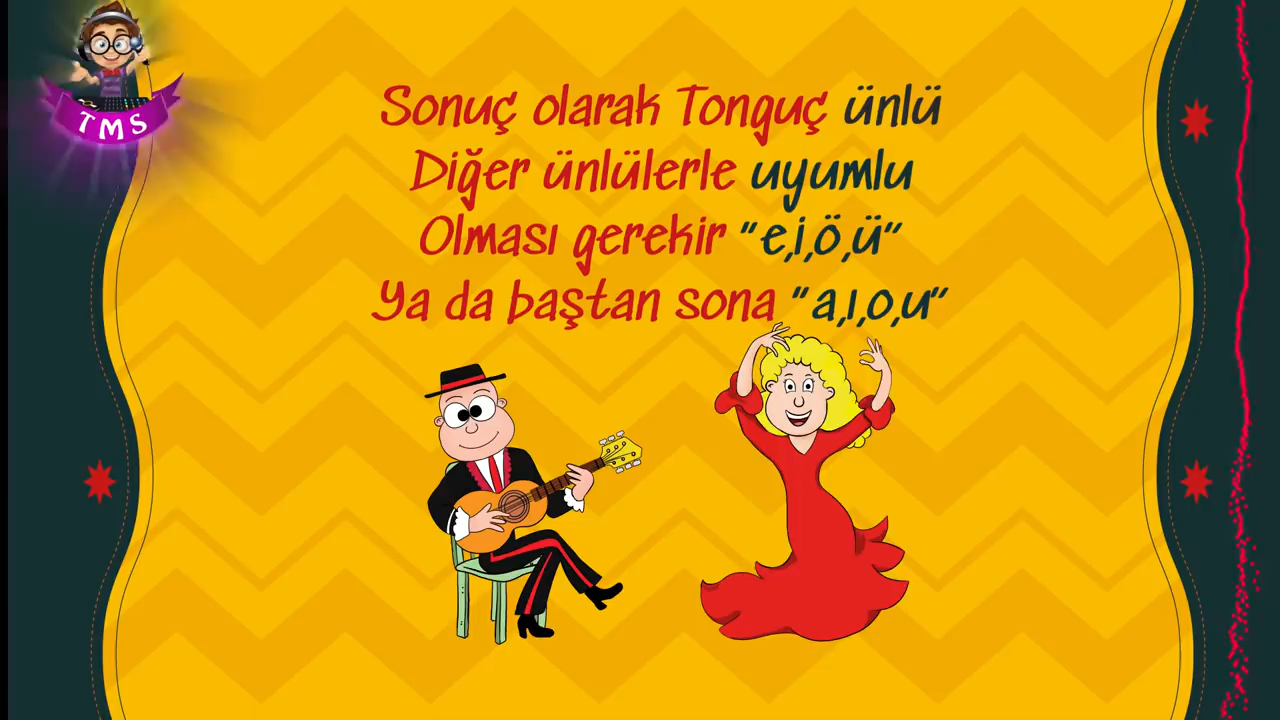 TMS
Sonuç olarak Tonguç ünlü
Diğer ünlülerle uyumlu
Olması gerekir "e,i,ö,ü"
Ya da baştan sona "a,ı,o,u"